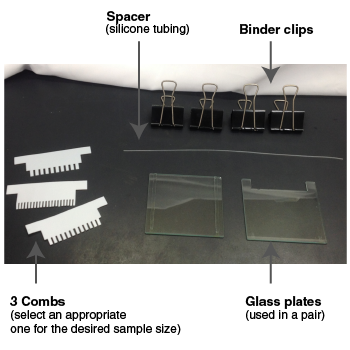 Spacer
(silicone tubing)
Binder clips
3 Combs
(select an appropriate
one for the desired sample size)
Glass plates
(used in a pair)